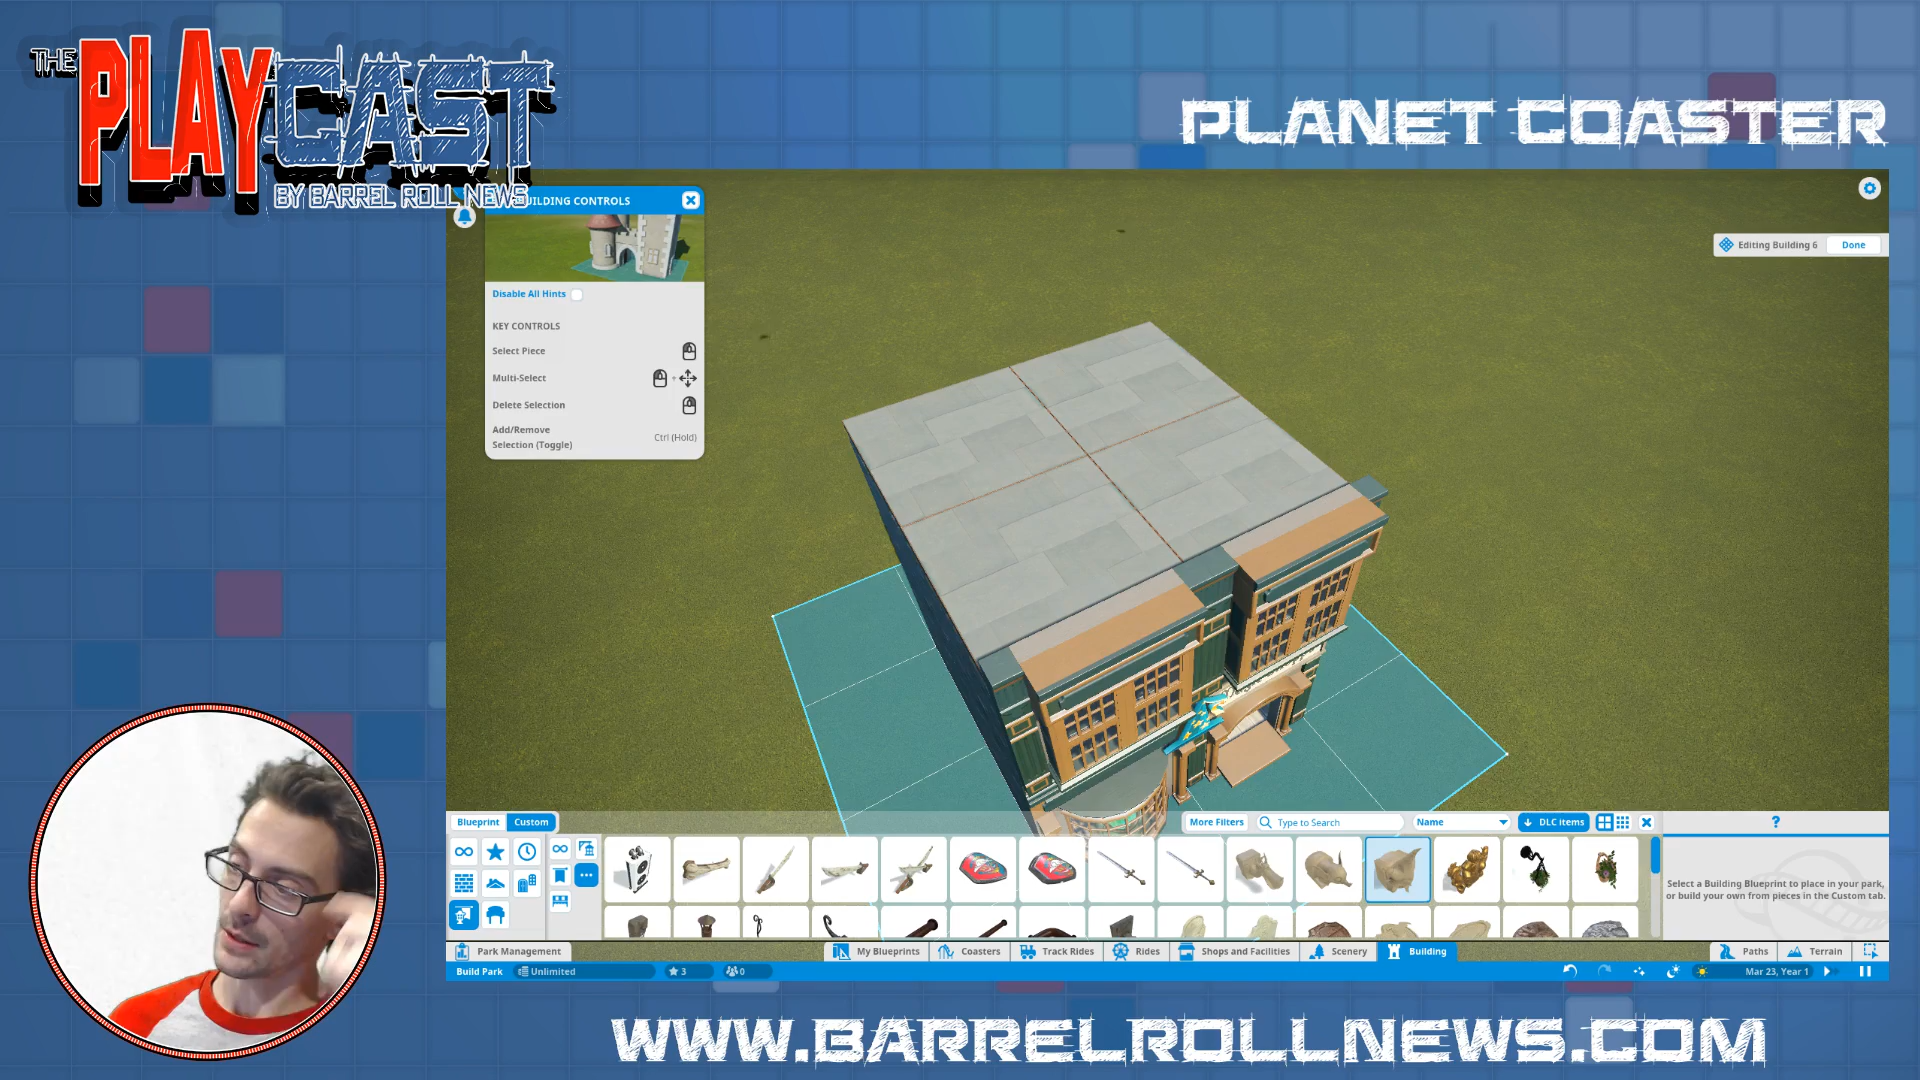 THE PLAYCAST
BY BARREL ROLL NEWS
PLANET COASTER
UILDING CONTROLS
Disable All Hints
KEY CONTROLS
Select Piece
Multi-Select
+
Delete Selection
Add/Remove
Selection (Toggle)
Ctrl (Hold)
Editing Building 6
Done
Blueprint
Custom
More Filters
Type to Search
Name
DLC items
?
Select a Building Blueprint to place in your park,
or build your own from pieces in the Custom tab.
Park Management
My Blueprints
Coasters
Track Rides
Rides
Shops and Facilities
Scenery
Building
Paths
Terrain
Build Park
Unlimited
3
0
Mar 23, Year 1
WWW.BARRELROLLNEWS.COM